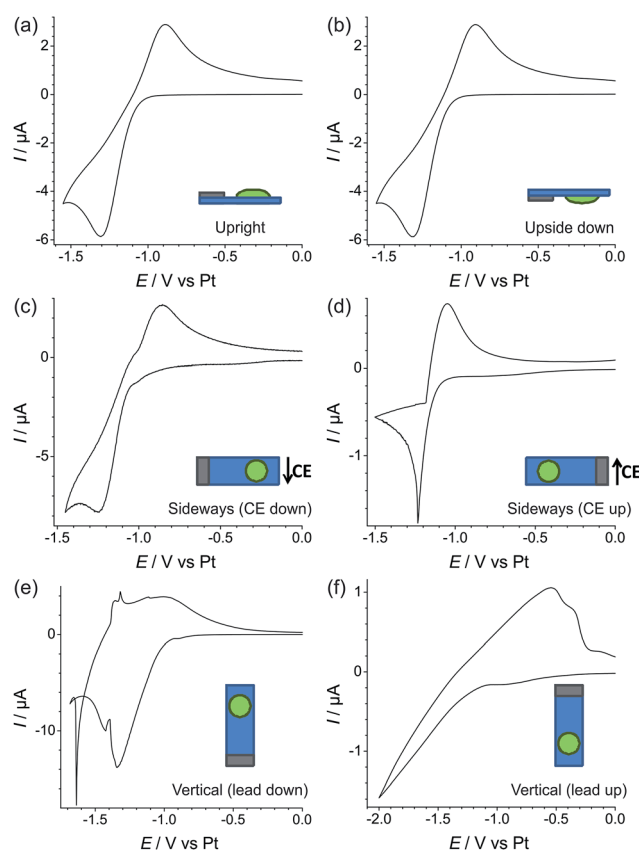 (a)
2
0
-2
-4
-6
I / µA
Upright
-1.5 -1.0 -0.5 0.0
E / V vs Pt
(b)
2
0
-2
-4
-6
I / µA
Upside down
-1.5 -1.0 -0.5 0.0
E / V vs Pt
(c)
0
-5
I / µA
CE
Sideways (CE down)
-1.5 -1.0 -0.5 0.0
E / V vs Pt
(d)
0
-1
I / µA
CE
Sideways (CE up)
-1.5 -1.0 -0.5 0.0
E / V vs Pt
(e)
0
-10
I / µA
Vertical (lead down)
-1.5 -1.0 -0.5 0.0
E / V vs Pt
(f)
1
0
-1
I / µA
Vertical (lead up)
-2.0 -1.5 -1.0 -0.5 0.0
E / V vs Pt